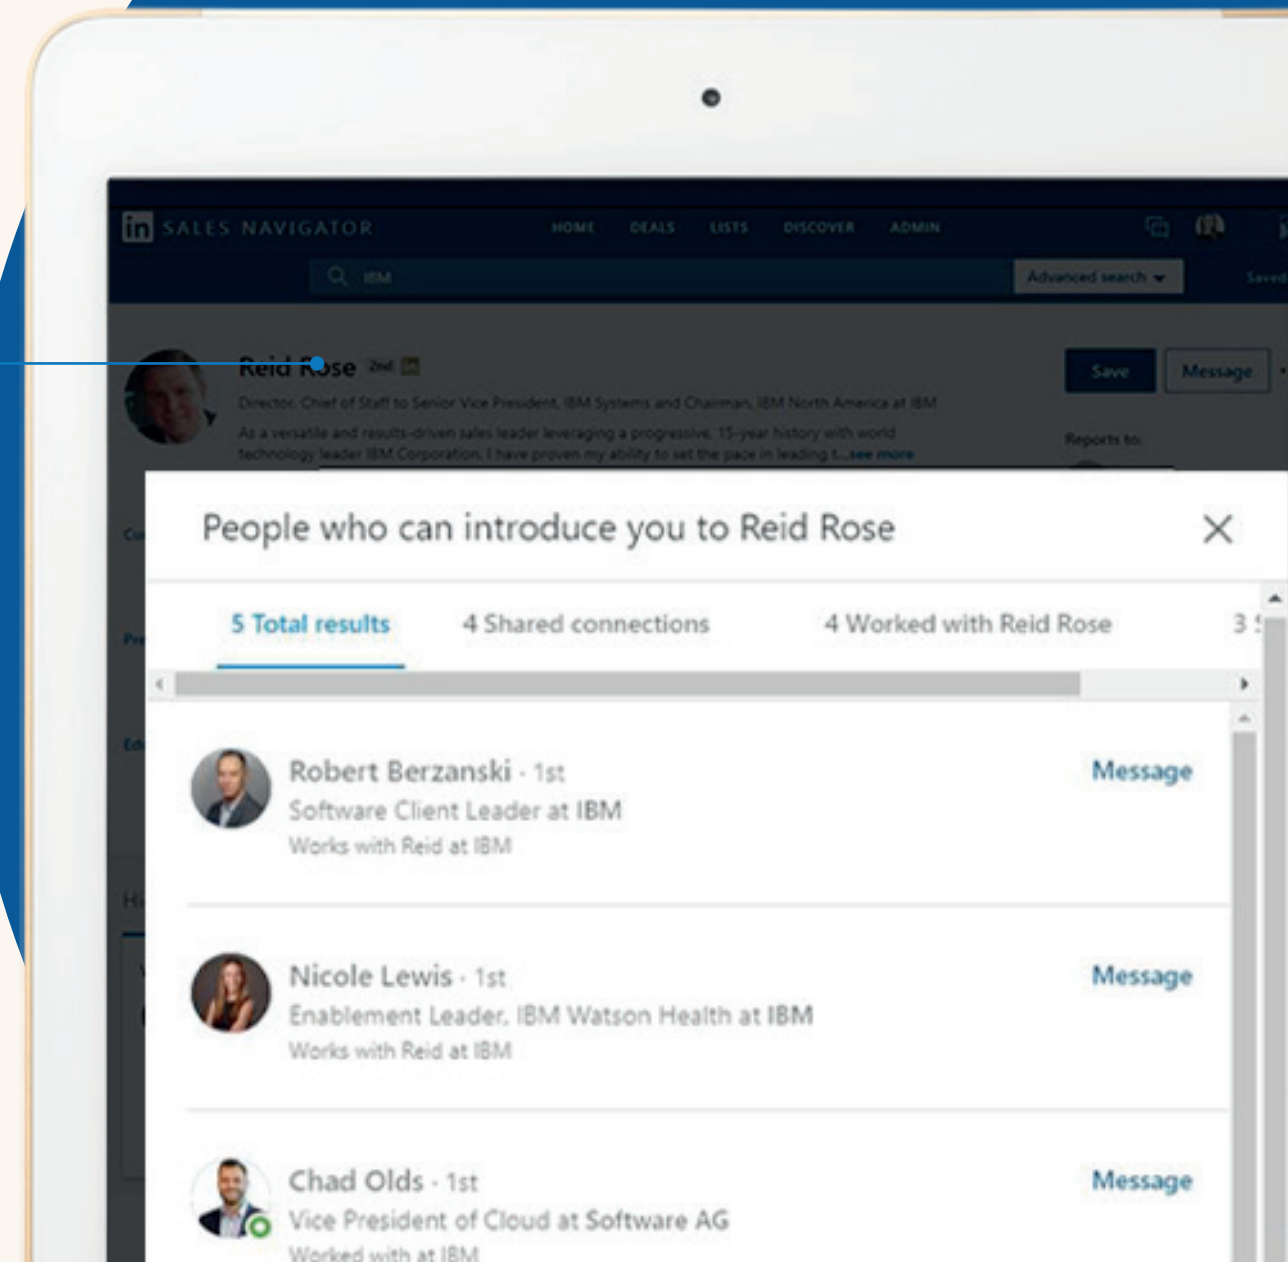 in SALES NAVIGATOR
HOME DEALS LISTS DISCOVER ADMIN
IBM
Advanced search
Saved
Reid Rose 2nd in
Director, Chief of Staff to Senior Vice President, IBM Systems and Chairman, IBM North America at IBM
As a versatile and results-driven sales leader leveraging a progressive, 15-year history with world
technology leader IBM Corporation, I have proven my ability to set the pace in leading t...see more
Save
Message
Reports to:
People who can introduce you to Reid Rose
5 Total results
4 Shared connections
4 Worked with Reid Rose
3
Robert Berzanski · 1st
Message
Software Client Leader at IBM
Works with Reid at IBM
Nicole Lewis · 1st
Message
Enablement Leader, IBM Watson Health at IBM
Works with Reid at IBM
Chad Olds · 1st
Message
Vice President of Cloud at Software AG
Worked with at IBM